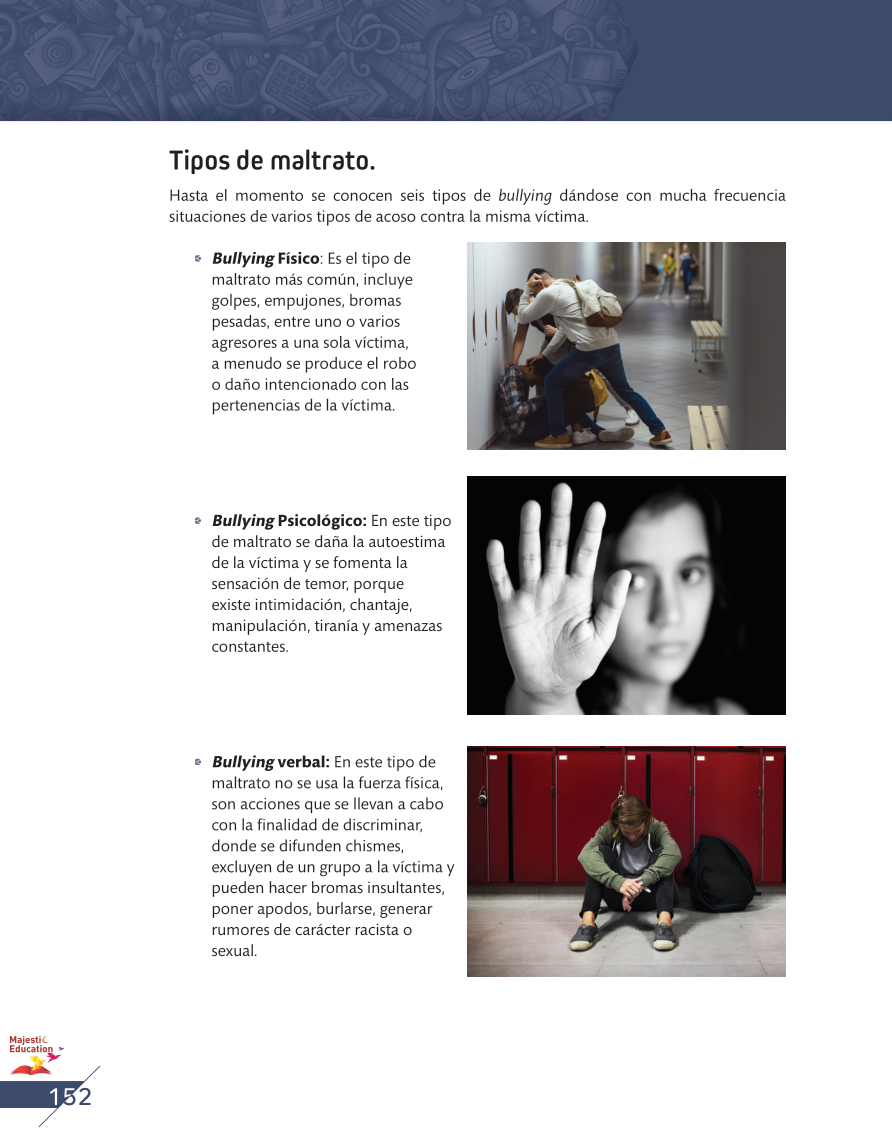 Tipos de maltrato.
Hasta el momento se conocen seis tipos de bullying dándose con mucha frecuencia
situaciones de varios tipos de acoso contra la misma víctima.
Bullying Físico: Es el tipo de
maltrato más común, incluye
golpes, empujones, bromas
pesadas, entre uno o varios
agresores a una sola víctima,
a menudo se produce el robo
o daño intencionado con las
pertenencias de la víctima.
Bullying Psicológico: En este tipo
de maltrato se daña la autoestima
de la víctima y se fomenta la
sensación de temor, porque
existe intimidación, chantaje,
manipulación, tiranía y amenazas
constantes.
Bullying verbal: En este tipo de
maltrato no se usa la fuerza física,
son acciones que se llevan a cabo
con la finalidad de discriminar,
donde se difunden chismes,
excluyen de un grupo a la víctima y
pueden hacer bromas insultantes,
poner apodos, burlarse, generar
rumores de carácter racista o
sexual.
Majestic
Education
152